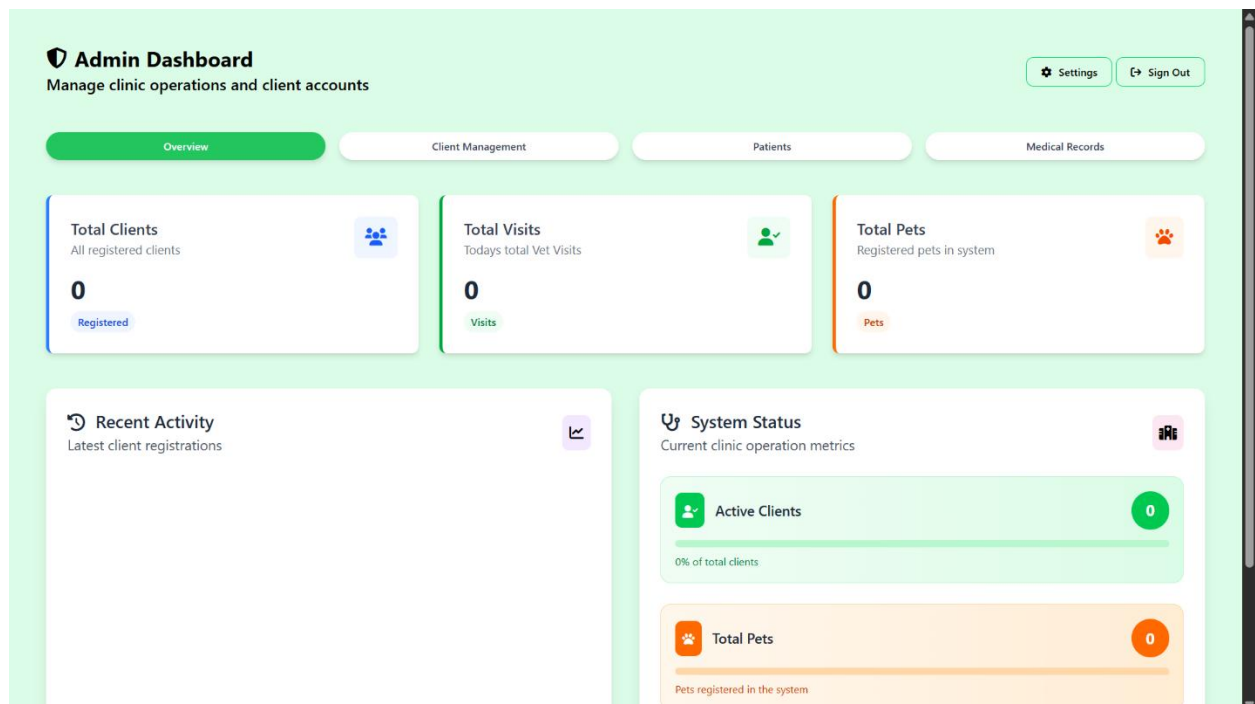 Admin Dashboard
Manage clinic operations and client accounts
Settings
Sign Out
Overview
Client Management
Patients
Medical Records
Total Clients
All registered clients
0
Registered
Total Visits
Todays total Vet Visits
0
Visits
Total Pets
Registered pets in system
0
Pets
Recent Activity
Latest client registrations
System Status
Current clinic operation metrics
Active Clients
0
0% of total clients
Total Pets
0
Pets registered in the system